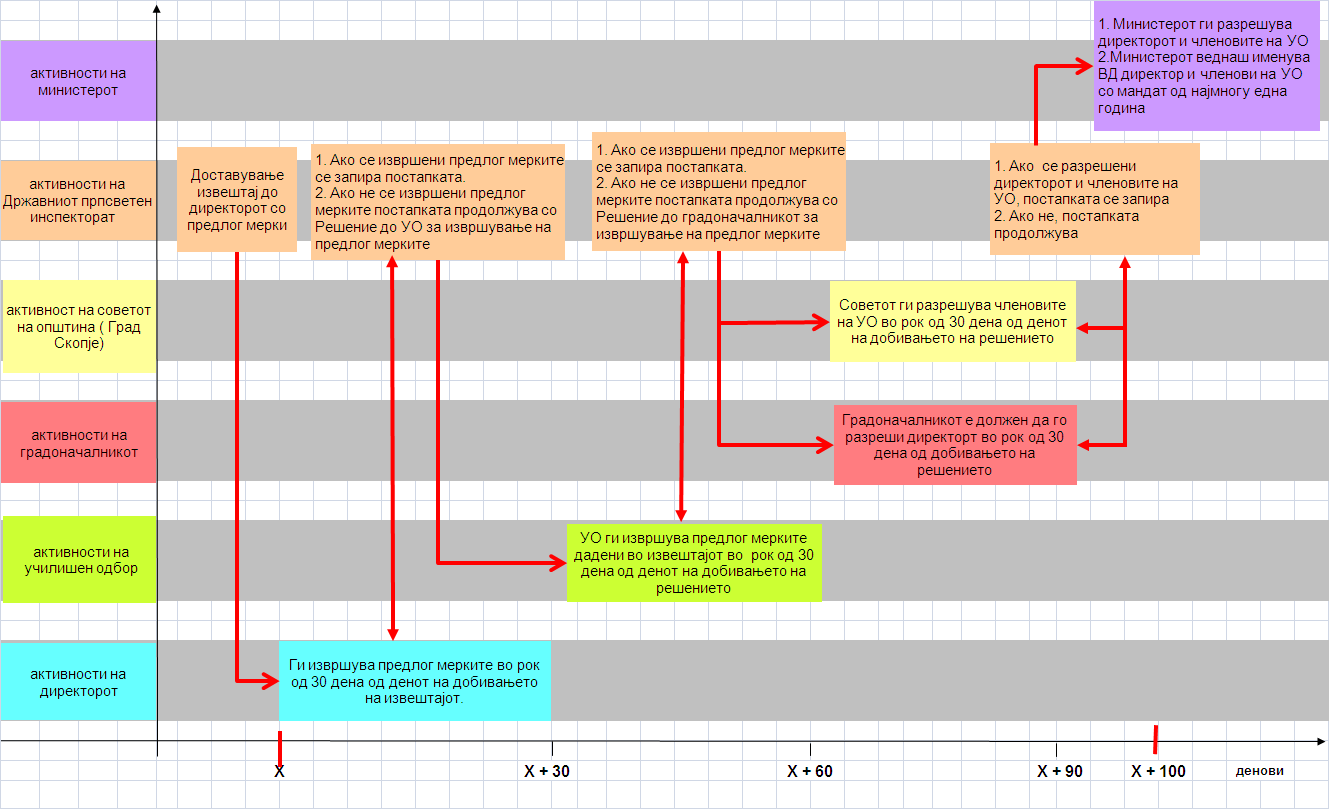 1. Министерот ги разрешува
директорот и членовите на УО
2.Министерот веднаш именува
ВД директор и членови на УО
со мандат од најмногу една
година
активности на
министерот
активности на
Државниот прпсветен
инспекторат
Доставување
извештај до
директорот со
предлог мерки
1. Ако се извршени предлог мерките
се запира постапката.
2. Ако не се извршени предлог
мерките постапката продолжува со
Решение до УО за извршување на
предлог мерките
1. Ако се извршени предлог мерките
се запира постапката.
2. Ако не се извршени предлог
мерките постапката продолжува со
Решение до градоначалникот за
извршување на предлог мерките
1. Ако се разрешени
директорот и членовите на
УО, постапката се запира
2. Ако не, постапката
продолжува
активност на советот
на општина ( Град
Скопје)
Советот ги разрешува членовите
на УО во рок од 30 дена од денот
на добивањето на решението
активности на
градоначалникот
Градоначалникот е должен да го
разреши директорт во рок од 30
дена од добивањето на
решението
активности на
училишен одбор
УО ги извршува предлог мерките
дадени во извештајот во рок од 30
дена од денот на добивањето на
решението
активности на
директорот
Ги извршува предлог мерките во рок
од 30 дена од денот на добивањето
на извештајот.
X
X + 30
X + 60
X + 90
X + 100
денови